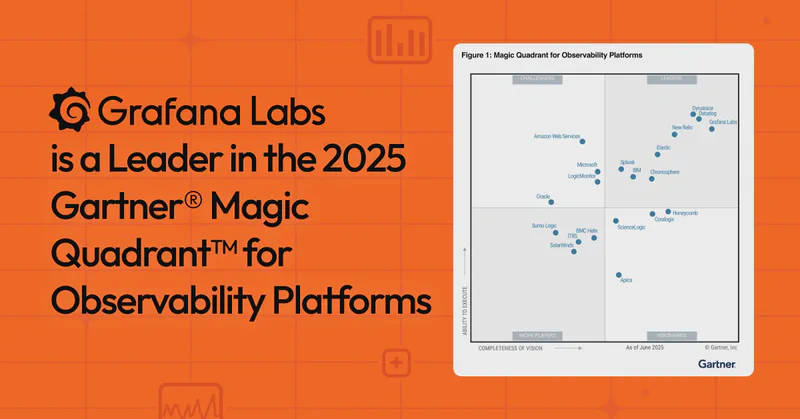 Grafana Labs
is a Leader in the 2025
Gartner® Magic
Quadrant™ for
Observability Platforms
Figure 1: Magic Quadrant for Observability Platforms
CHALLENGERS
LEADERS
Dynatrace
Datadog
Grafana Labs
New Relic
Amazon Web Services
Elastic
Microsoft
Splunk
IBM
Chronosphere
LogicMonitor
Oracle
Honeycomb
Coralogix
ScienceLogic
Sumo Logic
BMC Helix
ITRS
SolarWinds
Apica
ABILITY TO EXECUTE
NICHE PLAYERS
VISIONARIES
COMPLETENESS OF VISION
As of June 2025
© Gartner, Inc
Gartner